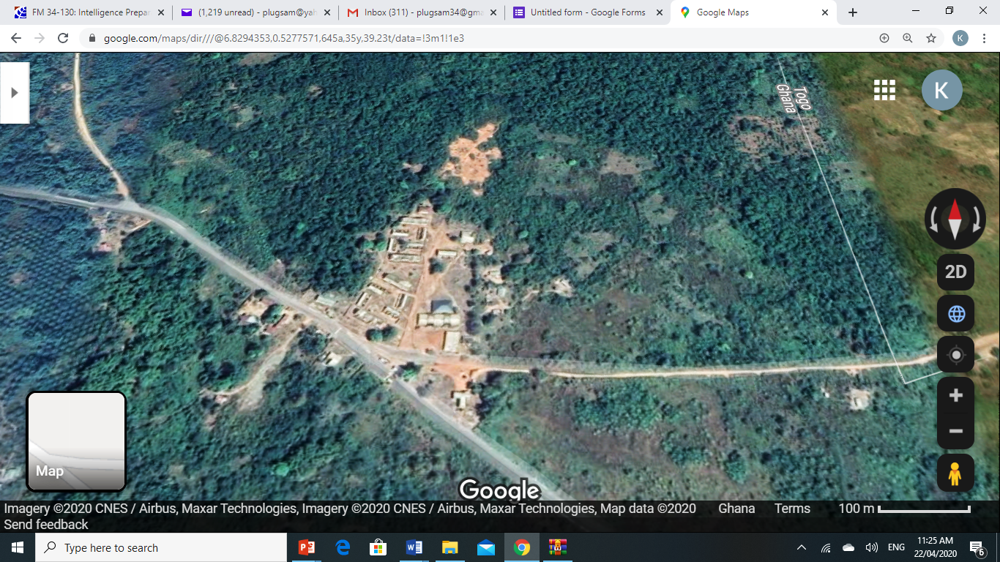 FM 34-130: Intelligence Prepar
(1,219 unread) - plugsam@yah
Inbox (311) - plugsam34@gma
Untitled form - Google Forms
Google Maps
google.com/maps/dir///@6.8294353,0.5277571,645a,35y,39.23t/data=!3m1!1e3
K
Togo
Ghana
K
2D
Map
Google
Imagery ©2020 CNES / Airbus, Maxar Technologies, Imagery ©2020 CNES / Airbus, Maxar Technologies, Map data ©2020 Ghana Terms 100 m
Send feedback
Type here to search
ENG
11:25 AM
22/04/2020
6